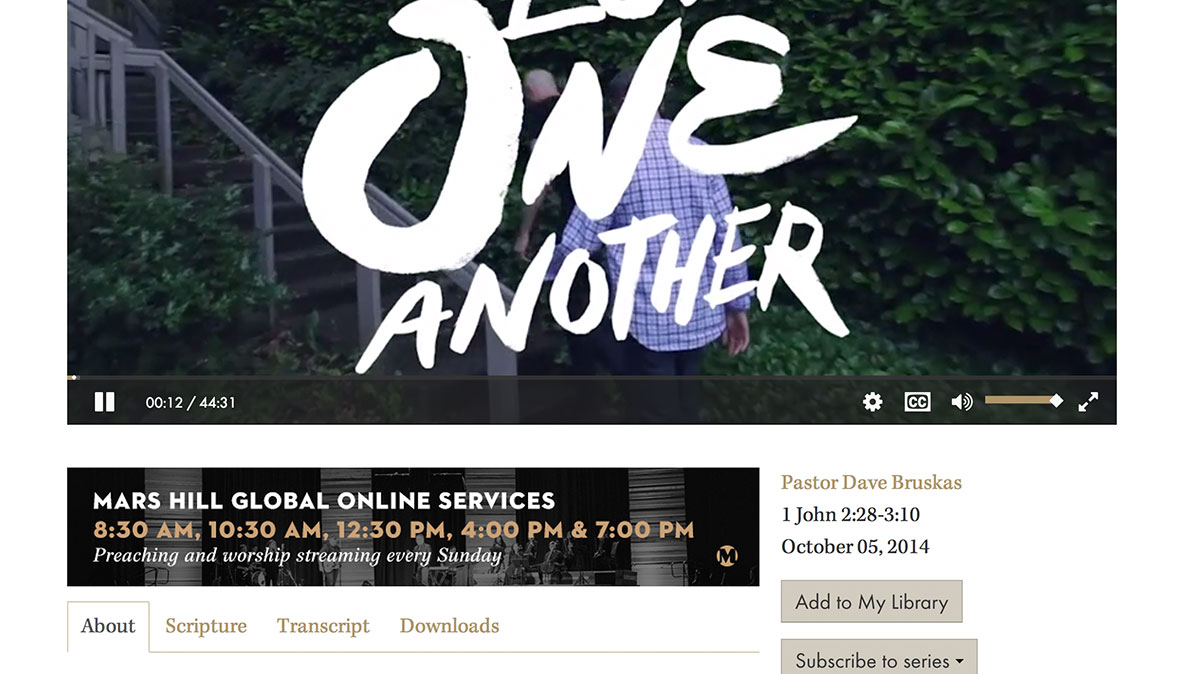 ONE
ANOTHER
00:12 / 44:31
CC
MARS HILL GLOBAL ONLINE SERVICES
8:30 AM, 10:30 AM, 12:30 PM, 4:00 PM & 7:00 PM
Preaching and worship streaming every Sunday
M
Pastor Dave Bruskas
1 John 2:28-3:10
October 05, 2014
Add to My Library
Subscribe to series
About Scripture Transcript Downloads